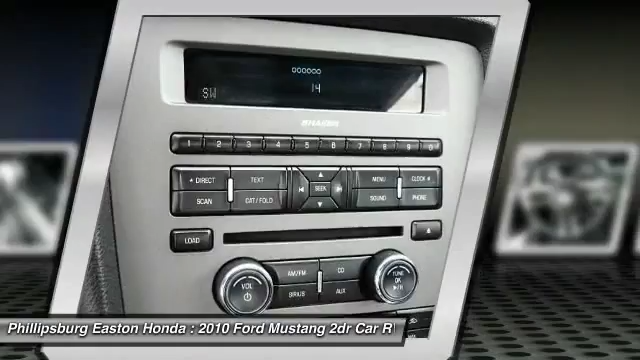 000000
SW 14
SHAKER
1 2 3 4 5 6 7 8 9 0
* DIRECT TEXT MENU CLOCK #
SEEK
SCAN CAT/FOLD SOUND PHONE
LOAD
AM/FM CD TUNE
VOL OK
SIRIUS AUX
Phillipsburg Easton Honda : 2010 Ford Mustang 2dr Car R